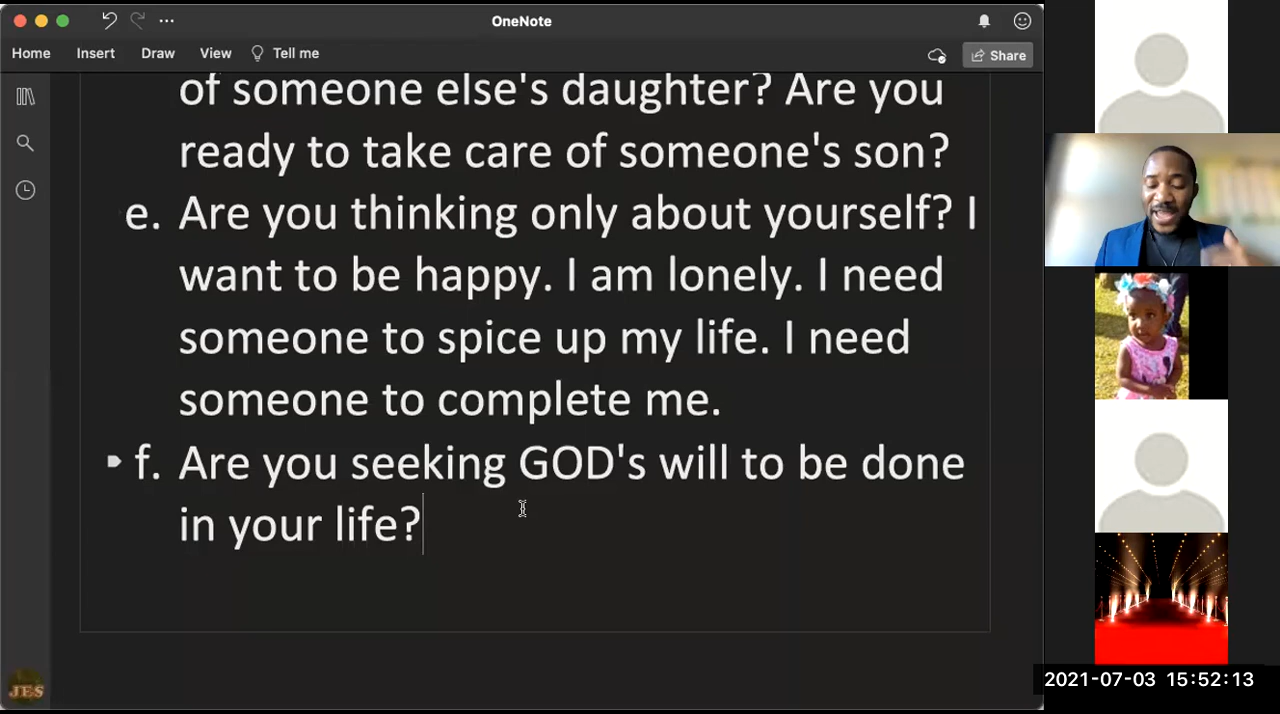 OneNote
Home Insert Draw View Tell me Share
of someone else's daughter? Are you
ready to take care of someone's son?
e. Are you thinking only about yourself? I
want to be happy. I am lonely. I need
someone to spice up my life. I need
someone to complete me.
f. Are you seeking GOD's will to be done
in your life?
JES
2021-07-03 15:52:13